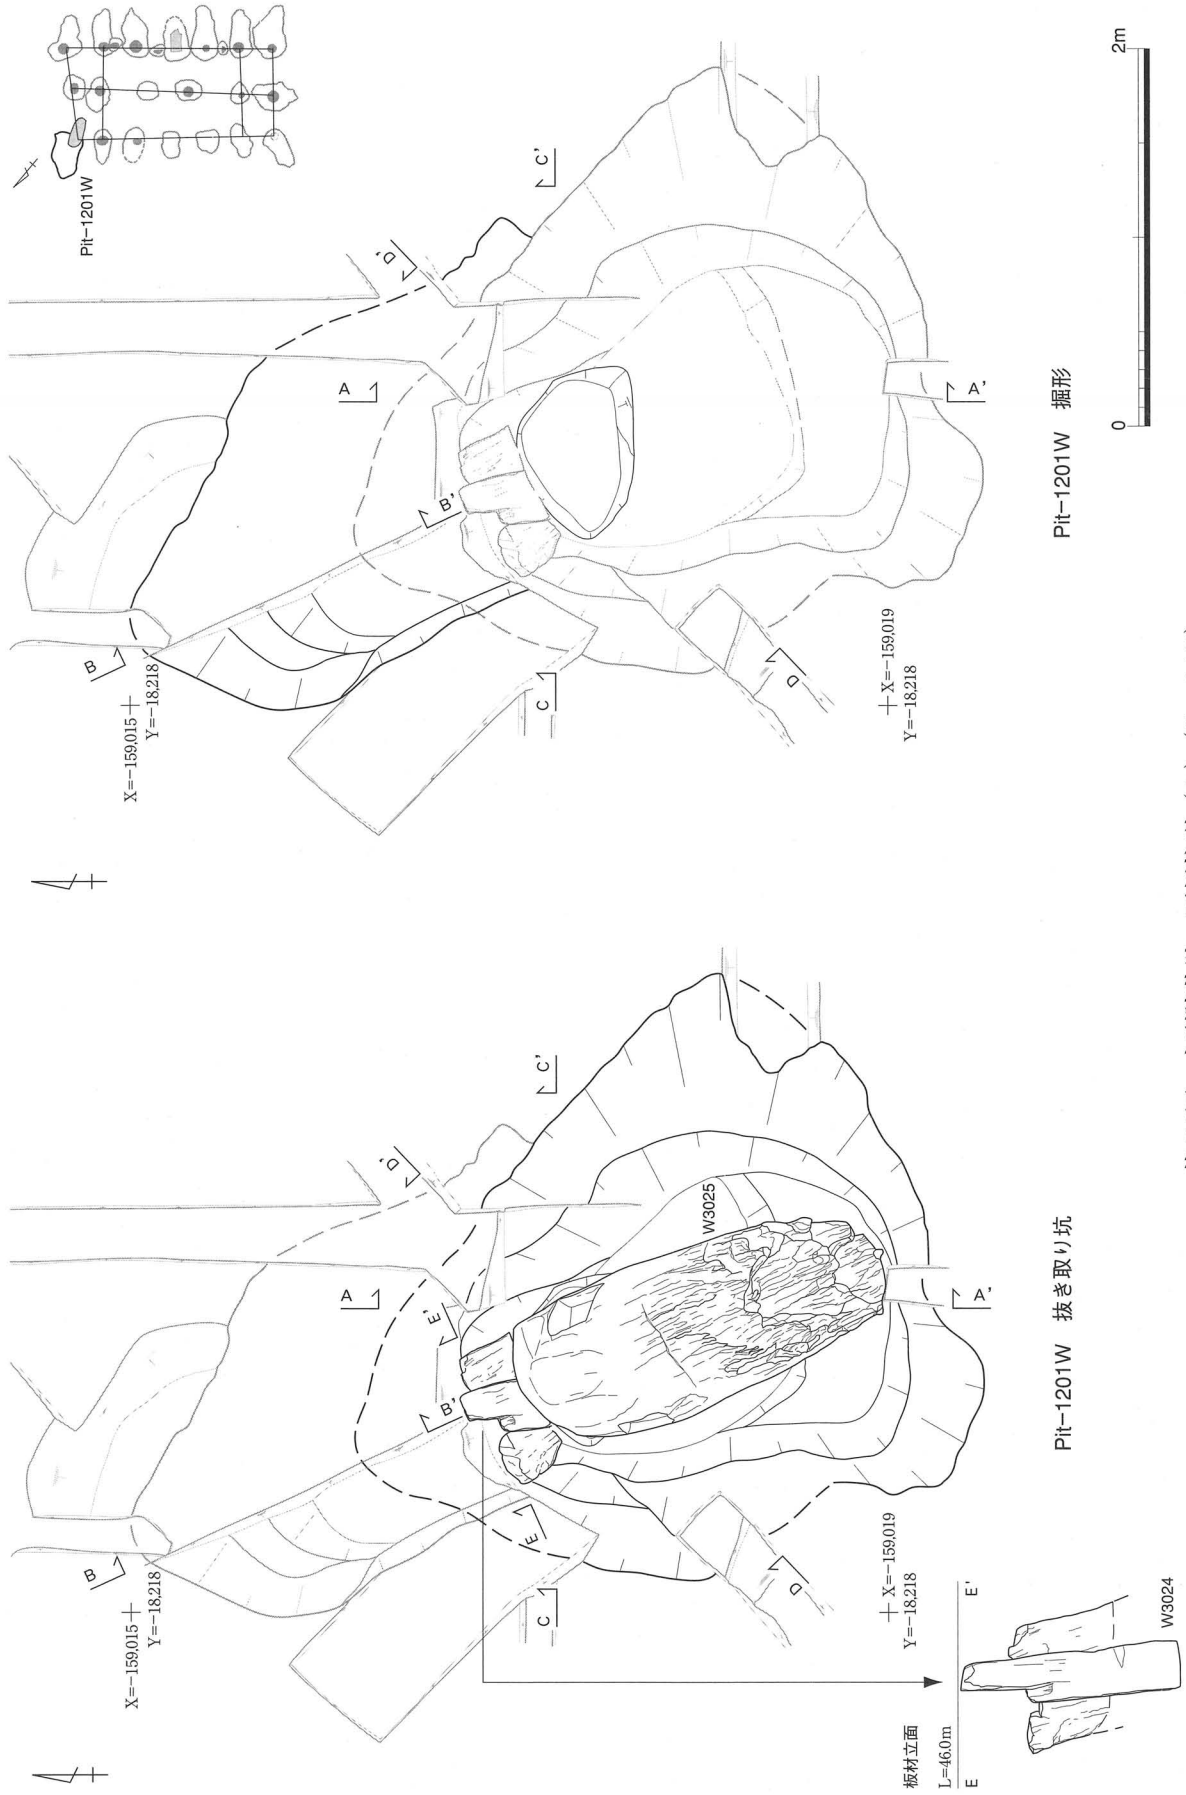 Pit-1201W
A
A'
B
B'
C
C'
D
D'
X=-159,015
Y=-18,218
X=-159,019
Y=-18,218
Pit-1201W 掘形
0
2m
A
A'
B
B'
C
C'
D
D'
E
E'
W3025
X=-159,015
Y=-18,218
X=-159,019
Y=-18,218
Pit-1201W 抜き取り坑
板材立面
L=46.0m
E
E'
W3024